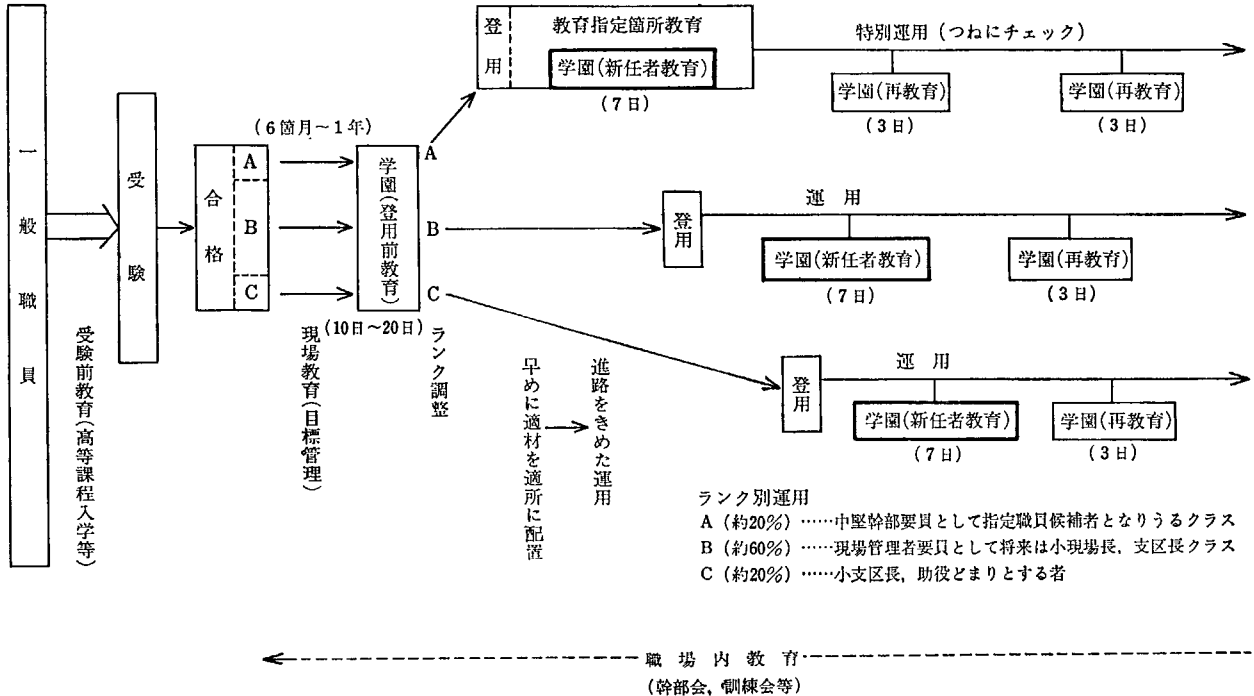 一般職員
受験前教育(高等課程入学等)
受験
合格
A
B
C
(6箇月〜1年)
現場教育(目標管理)
学園(登用前教育)
(10日〜20日)
A
B
C
ランク調整
早めに適材を適所に配置
進路をきめた運用
登用
教育指定箇所教育
学園(新任者教育)
(7日)
特別運用(つねにチェック)
学園(再教育)
(3日)
学園(再教育)
(3日)
登用
運用
学園(新任者教育)
(7日)
学園(再教育)
(3日)
登用
運用
学園(新任者教育)
(7日)
学園(再教育)
(3日)
ランク別運用
A(約20%)……中堅幹部要員として指定職員候補者となりうるクラス
B(約60%)……現場管理者要員として将来は小現場長,支区長クラス
C(約20%)……小支区長,助役どまりとする者
職場内教育
(幹部会,訓練会等)